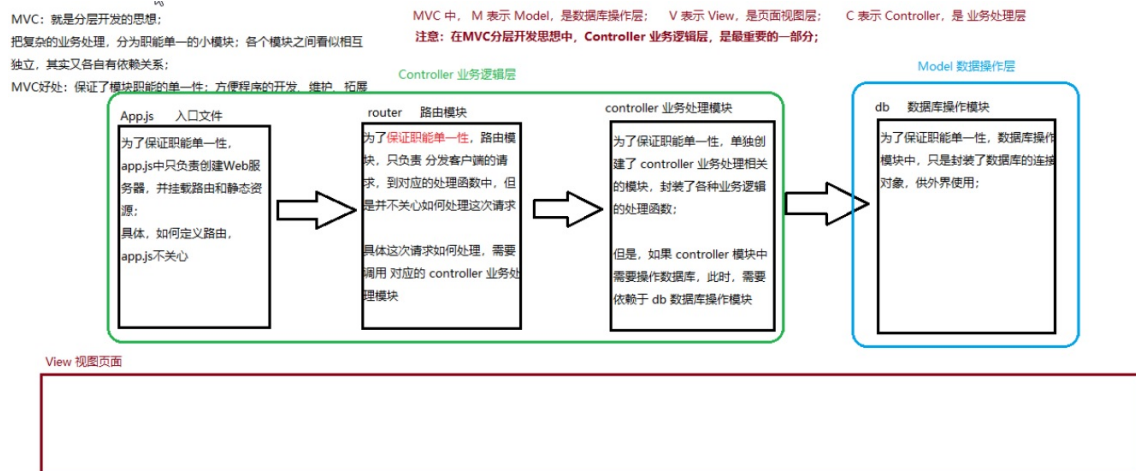 MVC：就是分层开发的思想；
把复杂的业务处理，分为职能单一的小模块；各个模块之间看似相互
独立，其实又各自有依赖关系；
MVC好处：保证了模块职能的单一性；方便程序的开发、维护、拓展
MVC 中， M 表示 Model，是数据库操作层； V 表示 View，是页面视图层； C 表示 Controller，是 业务处理层
注意：在MVC分层开发思想中，Controller 业务逻辑层，是最重要的一部分；
Controller 业务逻辑层
Model 数据操作层
App.js 入口文件
为了保证职能单一性，
app.js中只负责创建Web服
务器，并挂载路由和静态资
源；
具体，如何定义路由，
app.js不关心
router 路由模块
为了保证职能单一性，路由模
块，只负责 分发客户端的请
求，到对应的处理函数中，但
是并不关心如何处理这次请求
具体这次请求如何处理，需要
调用 对应的 controller 业务处
理模块
controller 业务处理模块
为了保证职能单一性，单独创
建了 controller 业务处理相关
的模块，封装了各种业务逻辑
的处理函数；
但是，如果 controller 模块中
需要操作数据库，此时，需要
依赖于 db 数据库操作模块
db 数据库操作模块
为了保证职能单一性，数据库操作
模块中，只是封装了数据库的连接
对象，供外界使用；
View 视图页面